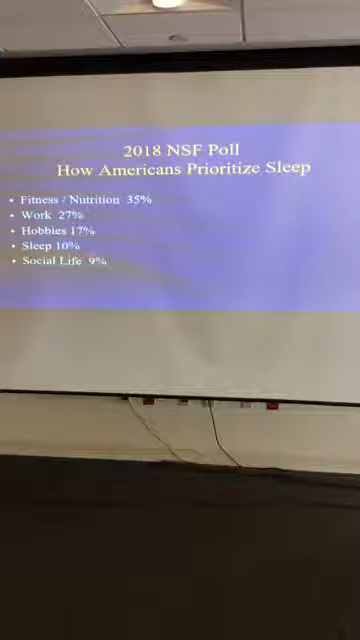 2018 NSF Poll
How Americans Prioritize Sleep
• Fitness / Nutrition 35%
• Work 27%
• Hobbies 17%
• Sleep 10%
• Social Life 9%